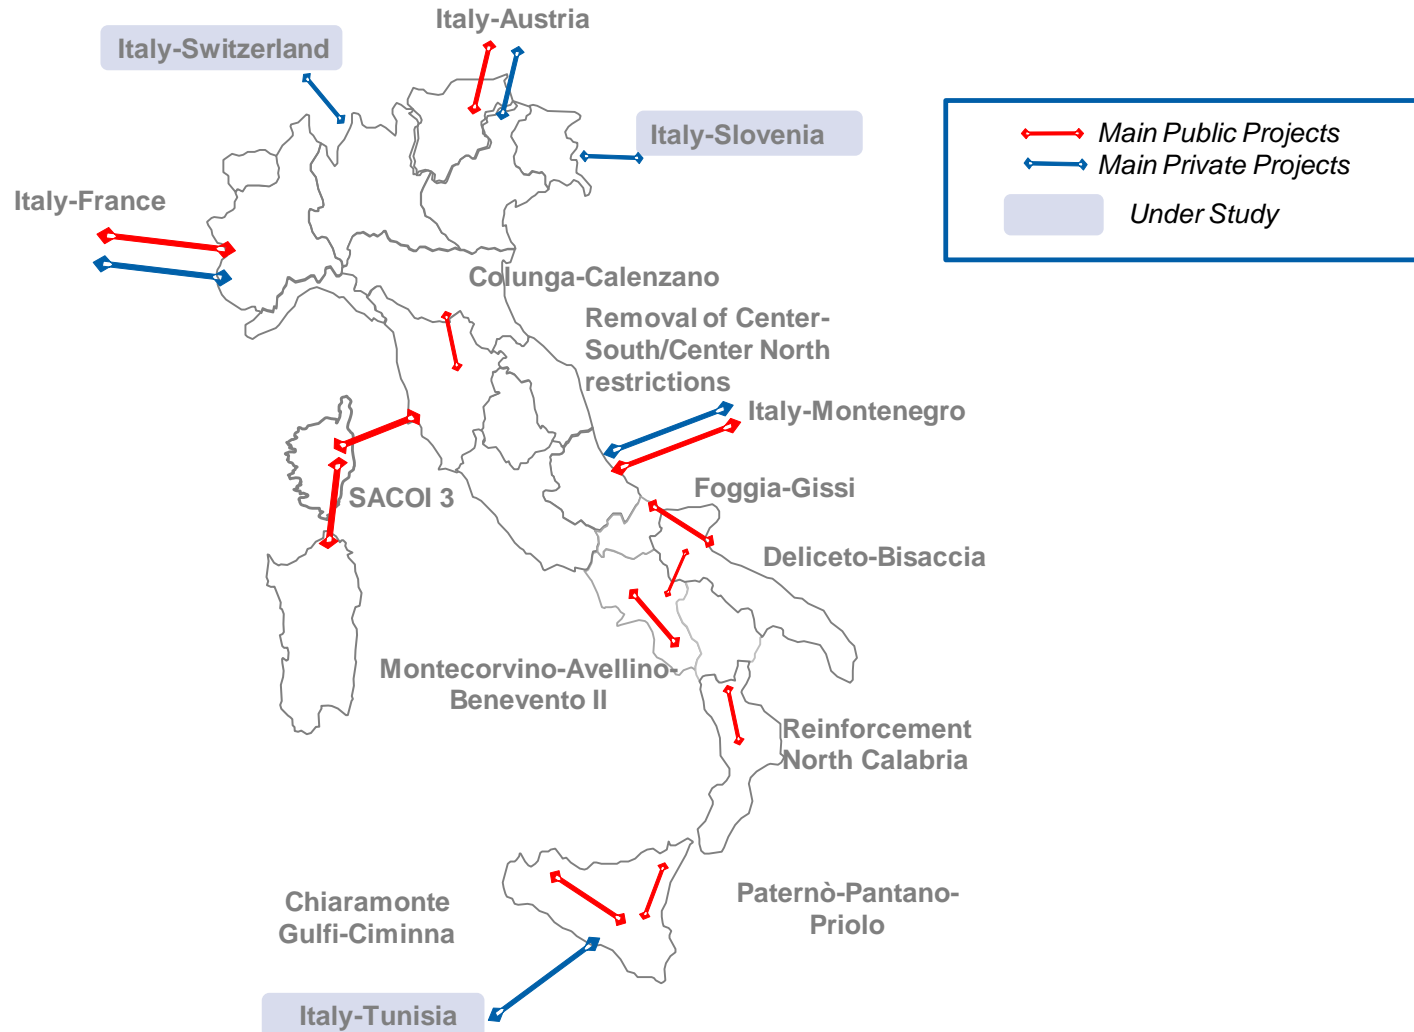 Italy-Austria
Italy-Switzerland
Italy-Slovenia
Main Public Projects
Main Private Projects
Under Study
Italy-France
Colunga-Calenzano
Removal of Center-
South/Center North
restrictions
Italy-Montenegro
SACOI 3
Foggia-Gissi
Deliceto-Bisaccia
Montecorvino-Avellino-
Benevento II
Reinforcement
North Calabria
Chiaramonte
Gulfi-Ciminna
Paternò-Pantano-
Priolo
Italy-Tunisia